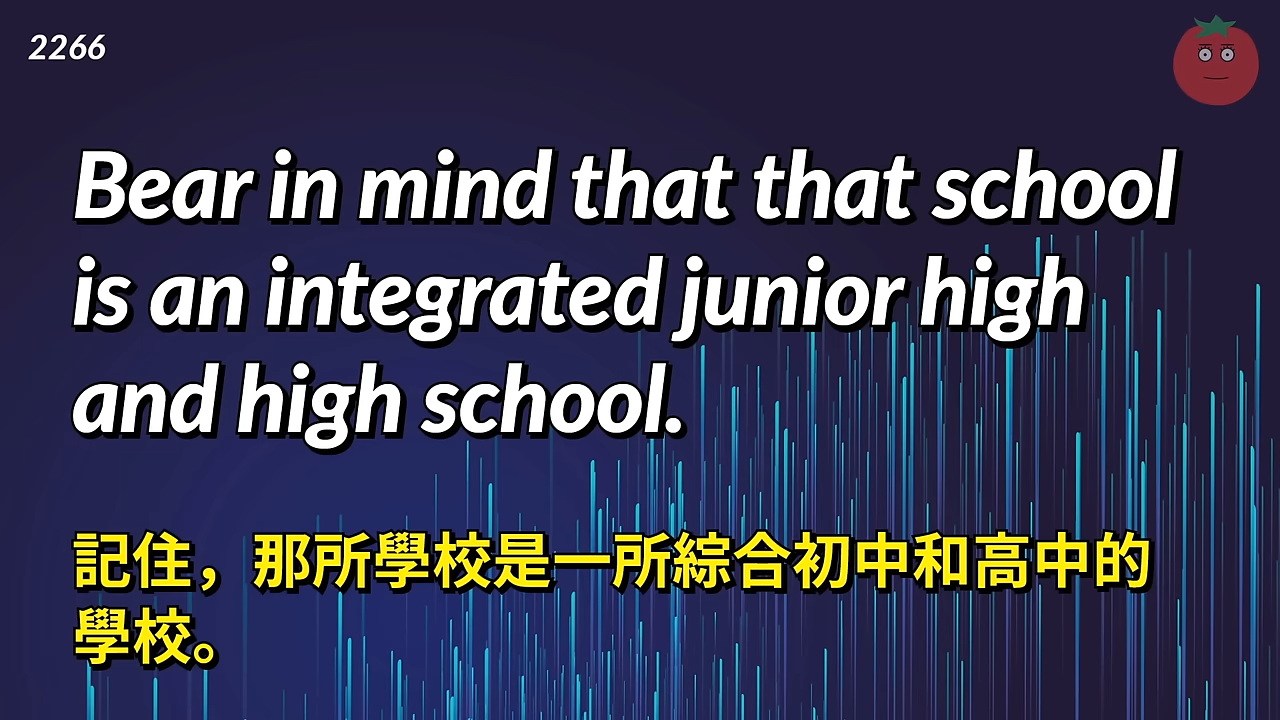 2266
Bear in mind that that school
is an integrated junior high
and high school.
記住，那所學校是一所綜合初中和高中的
學校。